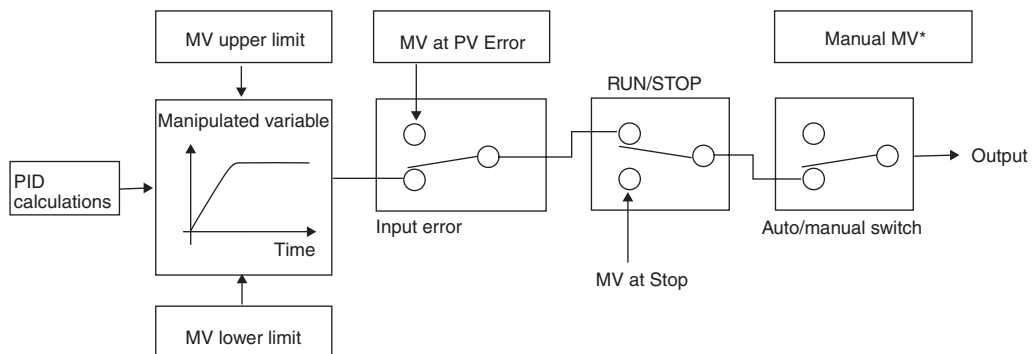 MV upper limit
MV at PV Error
Manual MV*
RUN/STOP
Manipulated variable
PID
calculations
Time
Output
Input error
Auto/manual switch
MV at Stop
MV lower limit